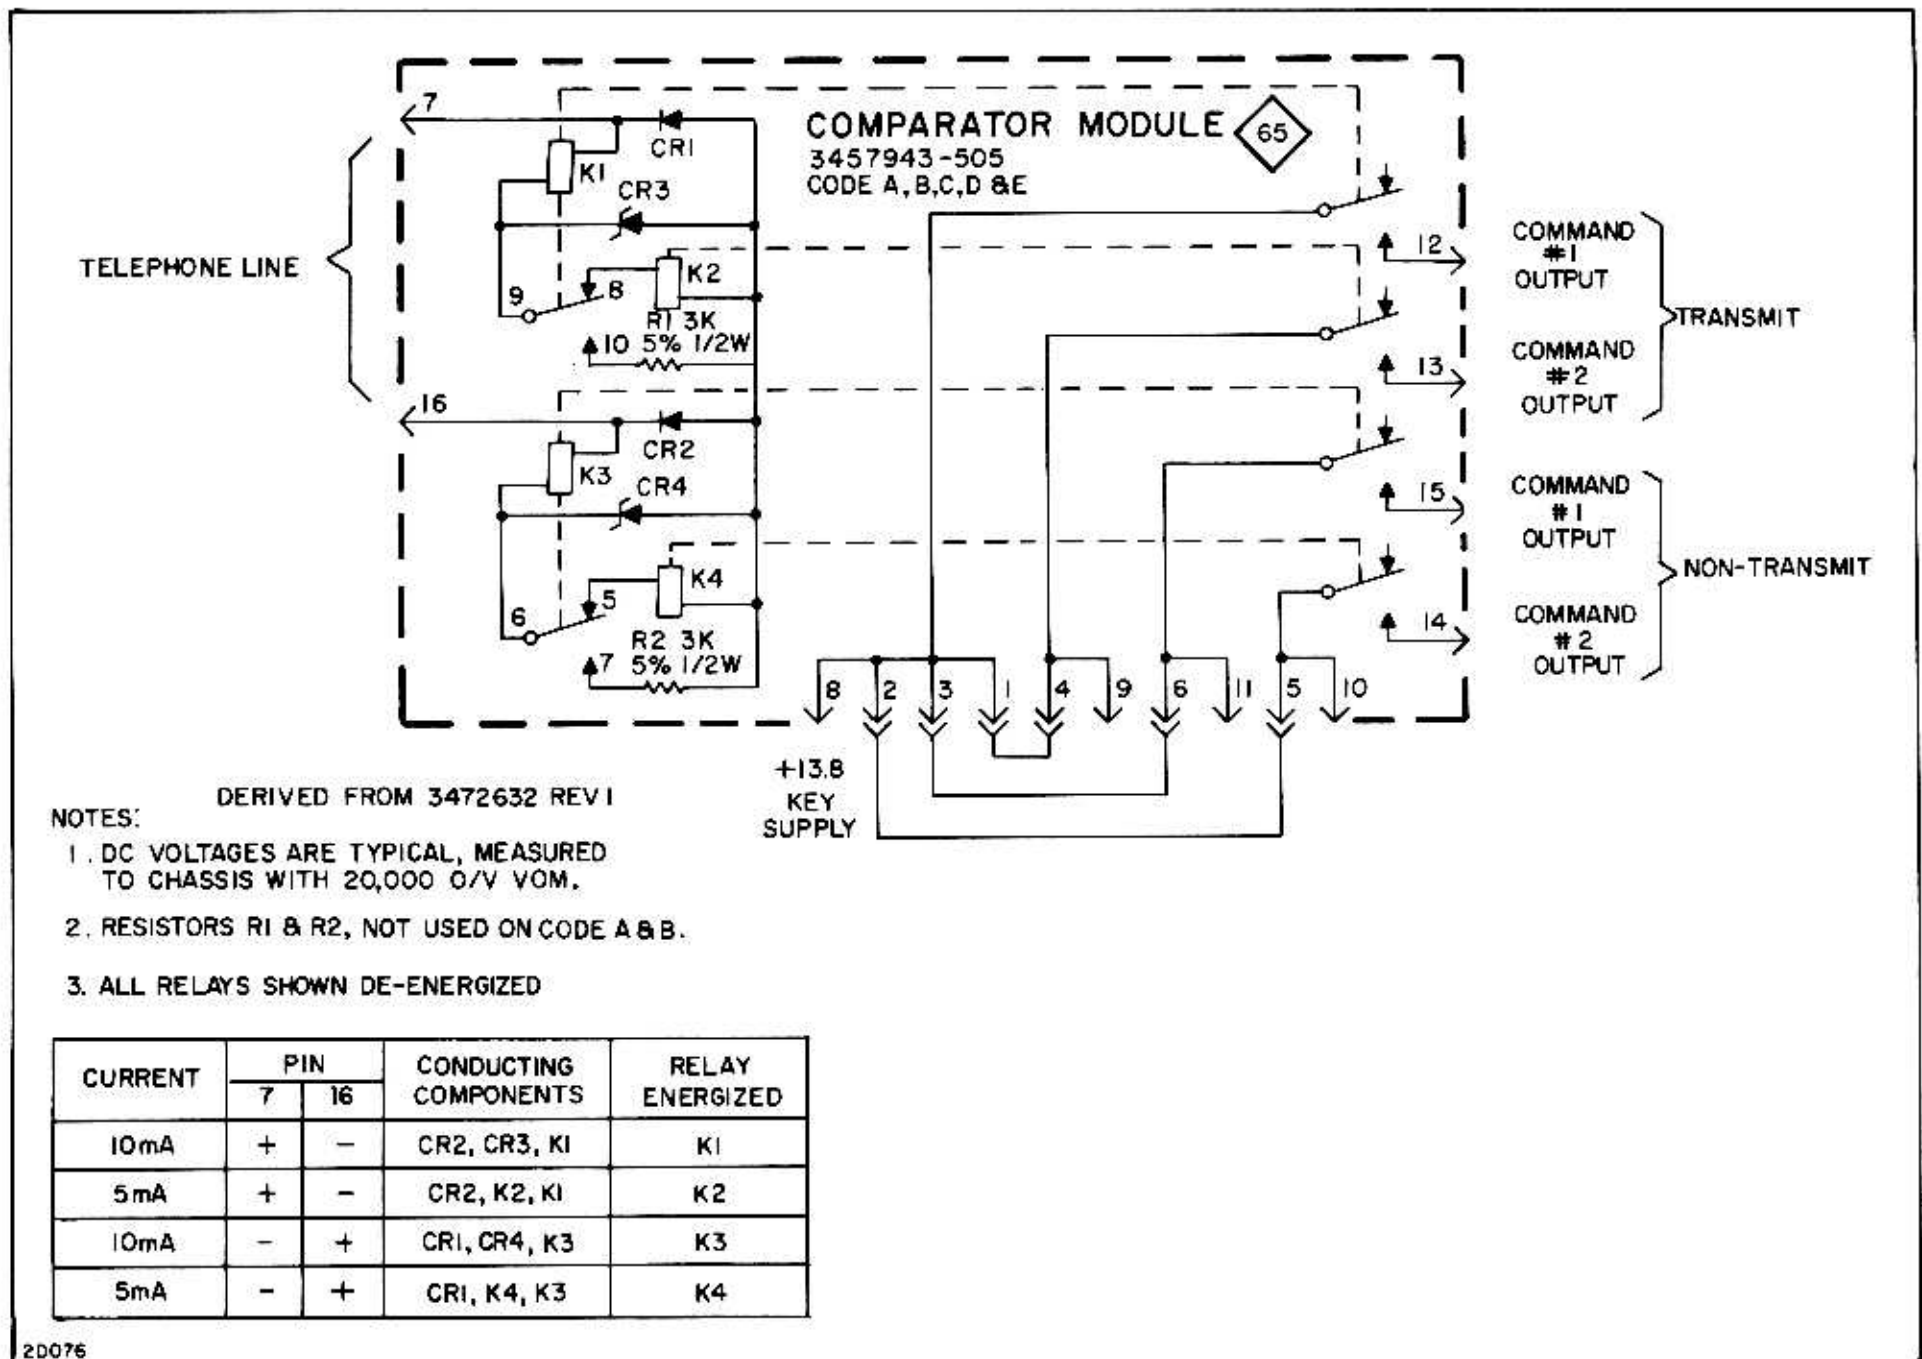 COMPARATOR MODULE 65
3457943-505
CODE A,B,C,D &E
7
CR1
K1
CR3
K2
9
8
R1 3K
10 5% 1/2W
TELEPHONE LINE
16
CR2
K3
CR4
K4
6
5
R2 3K
7 5% 1/2W
12
COMMAND
#1
OUTPUT
13
COMMAND
#2
OUTPUT
TRANSMIT
15
COMMAND
#1
OUTPUT
14
COMMAND
#2
OUTPUT
NON-TRANSMIT
8 2 3 1 4 9 6 11 5 10
+13.8
KEY
SUPPLY
DERIVED FROM 3472632 REV 1
NOTES:
1. DC VOLTAGES ARE TYPICAL, MEASURED
TO CHASSIS WITH 20,000 O/V VOM.
2. RESISTORS R1 & R2, NOT USED ON CODE A & B.
3. ALL RELAYS SHOWN DE-ENERGIZED
CURRENT PIN CONDUCTING COMPONENTS RELAY ENERGIZED
7 16
10mA + - CR2, CR3, K1 K1
5mA + - CR2, K2, K1 K2
10mA - + CR1, CR4, K3 K3
5mA - + CR1, K4, K3 K4
2D076